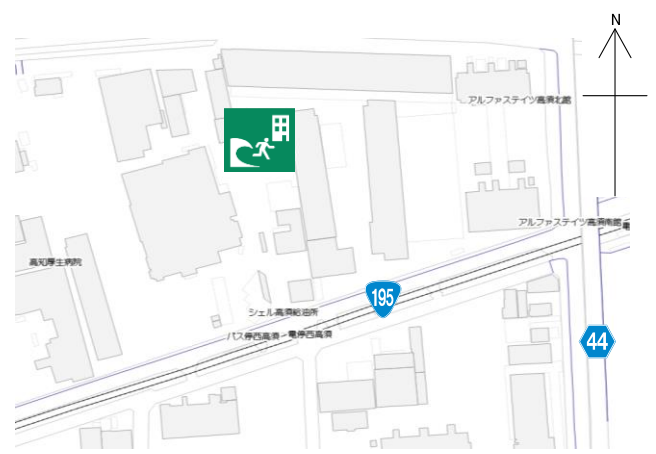 N
アルファステイツ高須北館
アルファステイツ高須南館
高知厚生病院
195
シェル高須給油所
バス停西高須
電停西高須
44